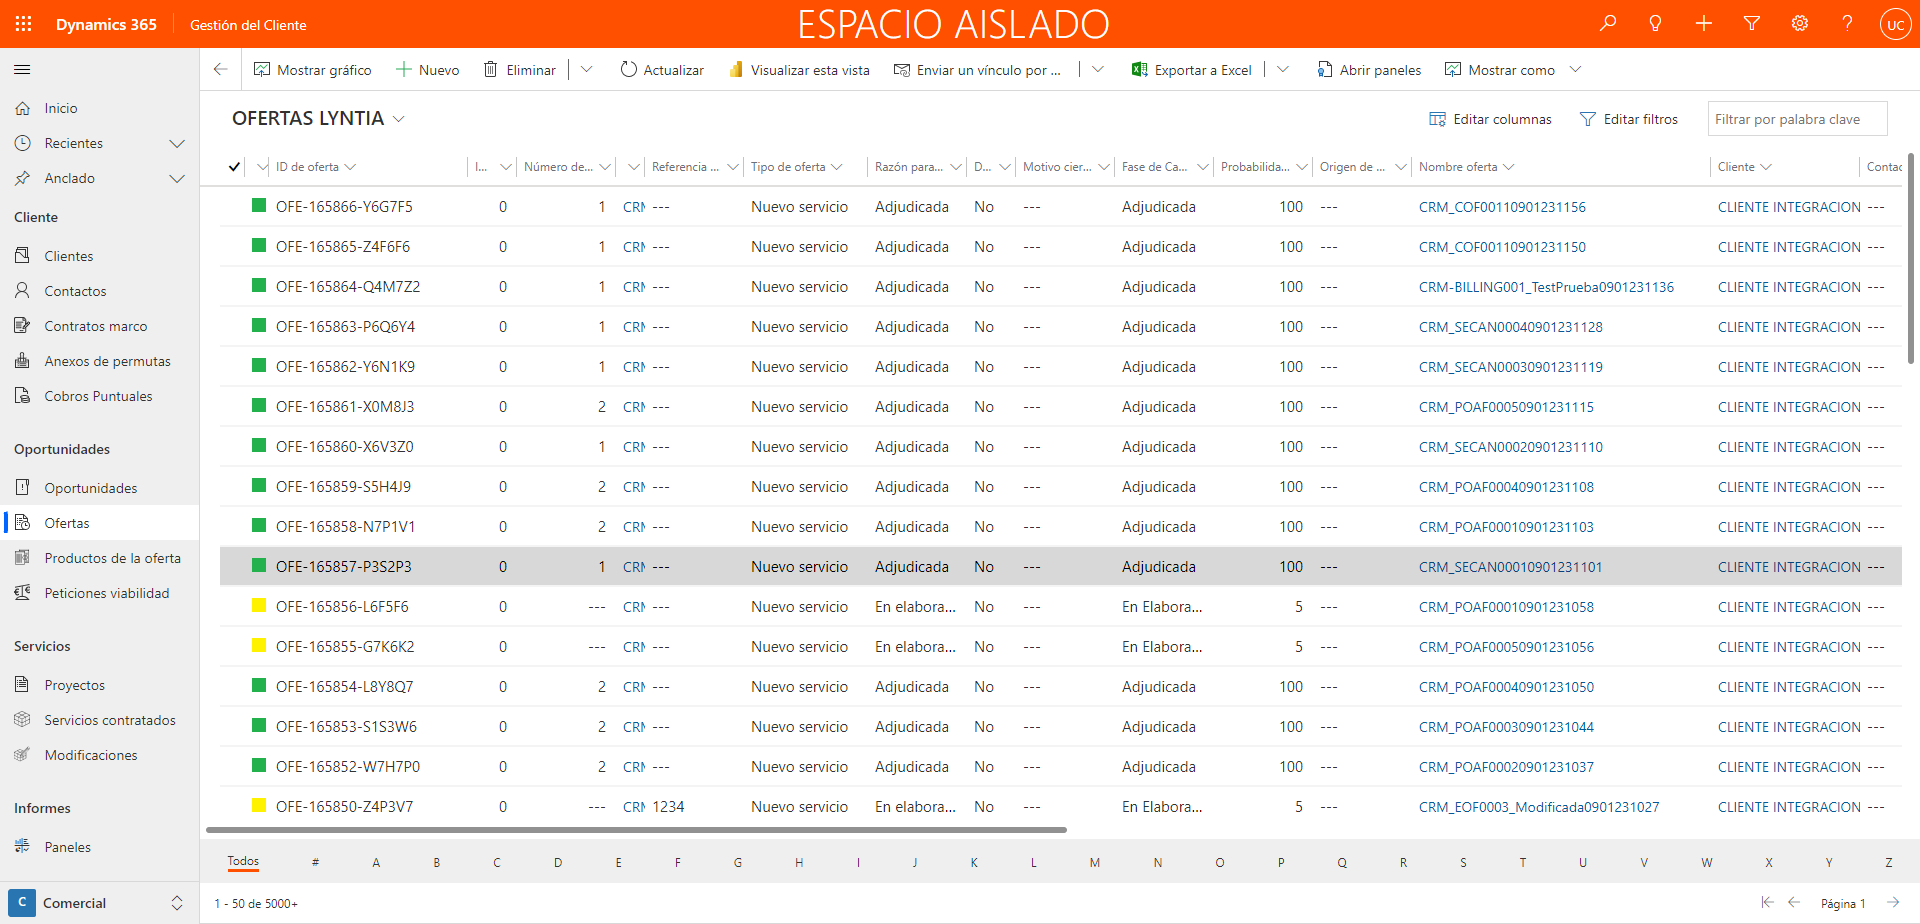 Dynamics 365 Gestión del Cliente ESPACIO AISLADO UC
Mostrar gráfico Nuevo Eliminar Actualizar Visualizar esta vista Enviar un vínculo por ... Exportar a Excel Abrir paneles Mostrar como
Inicio
Recientes
Anclado
Cliente
Clientes
Contactos
Contratos marco
Anexos de permutas
Cobros Puntuales
Oportunidades
Oportunidades
Ofertas
Productos de la oferta
Peticiones viabilidad
Servicios
Proyectos
Servicios contratados
Modificaciones
Informes
Paneles
C Comercial
OFERTAS LYNTIA Editar columnas Editar filtros Filtrar por palabra clave
ID de oferta I... Número de... Referencia ... Tipo de oferta Razón para... D... Motivo cier... Fase de Ca... Probabilida... Origen de ... Nombre oferta Cliente Contac
OFE-165866-Y6G7F5 0 1 CRM --- Nuevo servicio Adjudicada No --- Adjudicada 100 --- CRM_COF00110901231156 CLIENTE INTEGRACION ---
OFE-165865-Z4F6F6 0 1 CRM --- Nuevo servicio Adjudicada No --- Adjudicada 100 --- CRM_COF00110901231150 CLIENTE INTEGRACION ---
OFE-165864-Q4M7Z2 0 1 CRM --- Nuevo servicio Adjudicada No --- Adjudicada 100 --- CRM-BILLING001_TestPrueba0901231136 CLIENTE INTEGRACION ---
OFE-165863-P6Q6Y4 0 1 CRM --- Nuevo servicio Adjudicada No --- Adjudicada 100 --- CRM_SECAN00040901231128 CLIENTE INTEGRACION ---
OFE-165862-Y6N1K9 0 1 CRM --- Nuevo servicio Adjudicada No --- Adjudicada 100 --- CRM_SECAN00030901231119 CLIENTE INTEGRACION ---
OFE-165861-X0M8J3 0 2 CRM --- Nuevo servicio Adjudicada No --- Adjudicada 100 --- CRM_POAF00050901231115 CLIENTE INTEGRACION ---
OFE-165860-X6V3Z0 0 1 CRM --- Nuevo servicio Adjudicada No --- Adjudicada 100 --- CRM_SECAN00020901231110 CLIENTE INTEGRACION ---
OFE-165859-S5H4J9 0 2 CRM --- Nuevo servicio Adjudicada No --- Adjudicada 100 --- CRM_POAF00040901231108 CLIENTE INTEGRACION ---
OFE-165858-N7P1V1 0 2 CRM --- Nuevo servicio Adjudicada No --- Adjudicada 100 --- CRM_POAF00010901231103 CLIENTE INTEGRACION ---
OFE-165857-P3S2P3 0 1 CRM --- Nuevo servicio Adjudicada No --- Adjudicada 100 --- CRM_SECAN00010901231101 CLIENTE INTEGRACION ---
OFE-165856-L6F5F6 0 --- CRM --- Nuevo servicio En elabora... No --- En Elabora... 5 --- CRM_POAF00010901231058 CLIENTE INTEGRACION ---
OFE-165855-G7K6K2 0 --- CRM --- Nuevo servicio En elabora... No --- En Elabora... 5 --- CRM_POAF00050901231056 CLIENTE INTEGRACION ---
OFE-165854-L8Y8Q7 0 2 CRM --- Nuevo servicio Adjudicada No --- Adjudicada 100 --- CRM_POAF00040901231050 CLIENTE INTEGRACION ---
OFE-165853-S1S3W6 0 2 CRM --- Nuevo servicio Adjudicada No --- Adjudicada 100 --- CRM_POAF00030901231044 CLIENTE INTEGRACION ---
OFE-165852-W7H7P0 0 2 CRM --- Nuevo servicio Adjudicada No --- Adjudicada 100 --- CRM_POAF00020901231037 CLIENTE INTEGRACION ---
OFE-165850-Z4P3V7 0 --- CRM 1234 Nuevo servicio En elabora... No --- En Elabora... 5 --- CRM_EOF0003_Modificada0901231027 CLIENTE INTEGRACION ---
Todos # A B C D E F G H I J K L M N O P Q R S T U V W X Y Z
1 - 50 de 5000+ Página 1